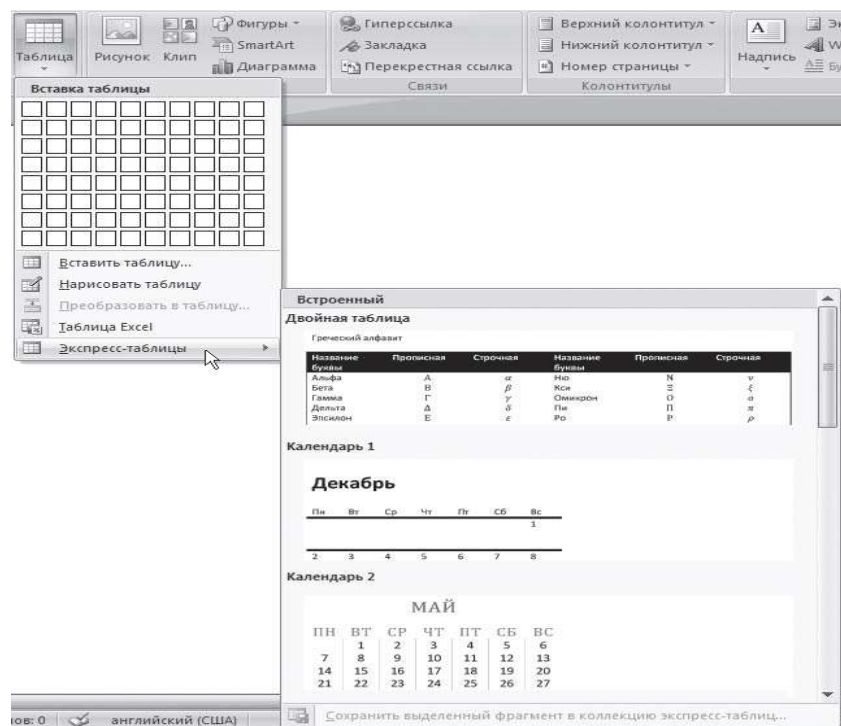 Таблица
Рисунок
Клип
Фигуры
SmartArt
Диаграмма
Гиперссылка
Закладка
Перекрестная ссылка
Связи
Верхний колонтитул
Нижний колонтитул
Номер страницы
Колонтитулы
A
Надпись
Вставка таблицы
Вставить таблицу...
Нарисовать таблицу
Преобразовать в таблицу...
Таблица Excel
Экспресс-таблицы
Встроенный
Двойная таблица
Греческий алфавит
Название буквы Прописная Строчная Название буквы Прописная Строчная
Альфа Α α Ню Ν ν
Бета Β β Кси Ξ ξ
Гамма Γ γ Омикрон Ο ο
Дельта Δ δ Пи Π π
Эпсилон Ε ε Ро Ρ ρ
Календарь 1
Декабрь
Пн Вт Ср Чт Пт Сб Вс
1
2 3 4 5 6 7 8
Календарь 2
МАЙ
ПН ВТ СР ЧТ ПТ СБ ВС
1 2 3 4 5 6
7 8 9 10 11 12 13
14 15 16 17 18 19 20
21 22 23 24 25 26 27
Сохранить выделенный фрагмент в коллекцию экспресс-таблиц...
ов: 0 английский (США)